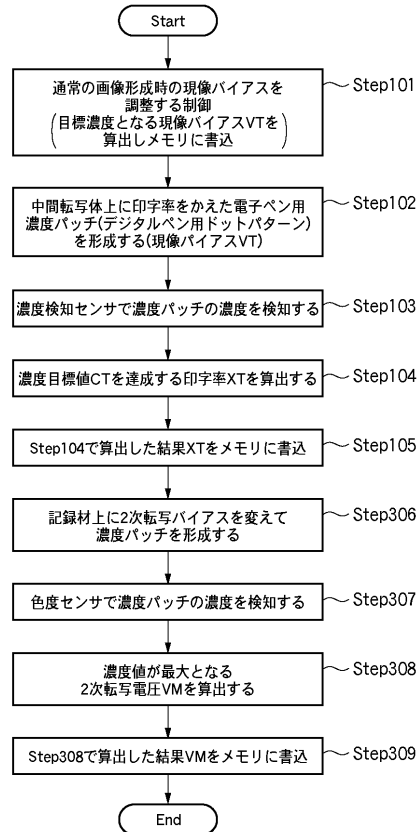 Start
通常の画像形成時の現像バイアスを
調整する制御
(目標濃度となる現像バイアスVTを
算出しメモリに書込)
Step101
中間転写体上に印字率をかえた電子ペン用
濃度パッチ(デジタルペン用ドットパターン)
を形成する(現像バイアスVT)
Step102
濃度検知センサで濃度パッチの濃度を検知する
Step103
濃度目標値CTを達成する印字率XTを算出する
Step104
Step104で算出した結果XTをメモリに書込
Step105
記録材上に2次転写バイアスを変えて
濃度パッチを形成する
Step306
色度センサで濃度パッチの濃度を検知する
Step307
濃度値が最大となる
2次転写電圧VMを算出する
Step308
Step308で算出した結果VMをメモリに書込
Step309
End